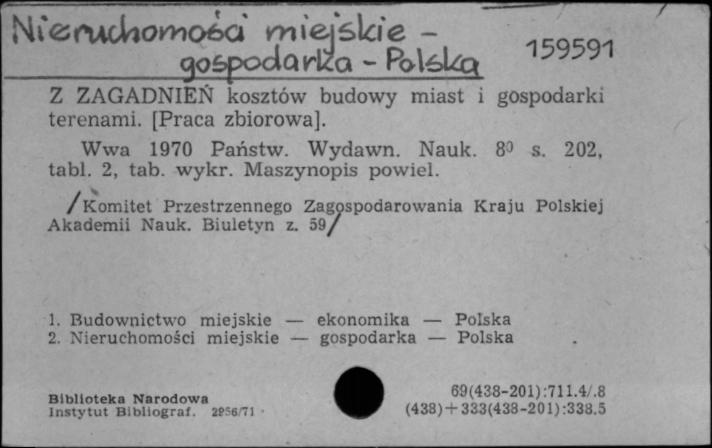 Nieruchomości miejskie -
gospodarka - Polska
159591
Z ZAGADNIEŃ kosztów budowy miast i gospodarki
terenami. [Praca zbiorowa].
Wwa 1970 Państw. Wydawn. Nauk. 8⁰ s. 202,
tabl. 2, tab. wykr. Maszynopis powiel.
/Komitet Przestrzennego Zagospodarowania Kraju Polskiej
Akademii Nauk. Biuletyn z. 59/
1. Budownictwo miejskie — ekonomika — Polska
2. Nieruchomości miejskie — gospodarka — Polska
Biblioteka Narodowa
Instytut Bibliograf. 2956/71
69(438-201):711.4/.8
(438)+333(438-201):338.5